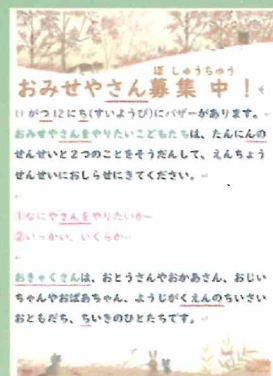 ぼしゅうちゅう
おみせやさん募集中！
11がつ12にち(すいようび)にバザーがあります。
おみせやさんをやりたいこどもたちは、たんにんの
せんせいと2つのことをそうだんして、えんちょう
せんせいにおしらせにきてください。
①なにやさんをやりたいか
②いっかい、いくらか
おきゃくさんは、おとうさんやおかあさん、おじい
ちゃんやおばあちゃん、ようじがくえんのちいさい
おともだち、ちいきのひとたちです。